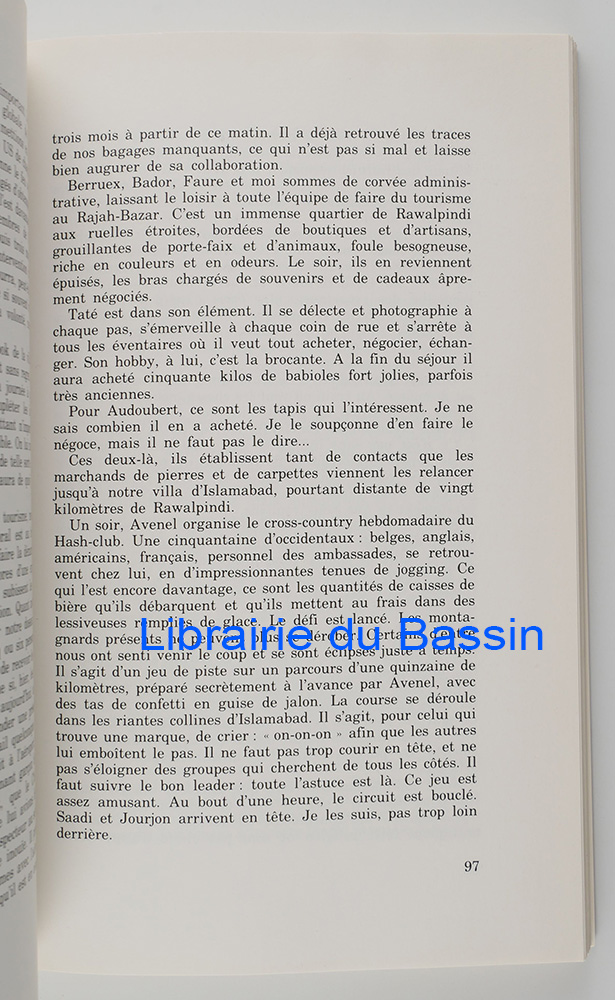 trois mois à partir de ce matin. Il a déjà retrouvé les traces
de nos bagages manquants, ce qui n'est pas si mal et laisse
bien augurer de sa collaboration.
Berruex, Bador, Faure et moi sommes de corvée adminis-
trative, laissant le loisir à toute l'équipe de faire du tourisme
au Rajah-Bazar. C'est un immense quartier de Rawalpindi
aux ruelles étroites, bordées de boutiques et d'artisans,
grouillantes de porte-faix et d'animaux, foule besogneuse,
riche en couleurs et en odeurs. Le soir, ils en reviennent
épuisés, les bras chargés de souvenirs et de cadeaux âpre-
ment négociés.
Taté est dans son élément. Il se délecte et photographie à
chaque pas, s'émerveille à chaque coin de rue et s'arrête à
tous les éventaires où il veut tout acheter, négocier, échan-
ger. Son hobby, à lui, c'est la brocante. A la fin du séjour il
aura acheté cinquante kilos de babioles fort jolies, parfois
très anciennes.
Pour Audoubert, ce sont les tapis qui l'intéressent. Je ne
sais combien il en a acheté. Je le soupçonne d'en faire le
négoce, mais il ne faut pas le dire...
Ces deux-là, ils établissent tant de contacts que les
marchands de pierres et de carpettes viennent les relancer
jusqu'à notre villa d'Islamabad, pourtant distante de vingt
kilomètres de Rawalpindi.
Un soir, Avenel organise le cross-country hebdomadaire du
Hash-club. Une cinquantaine d'occidentaux : belges, anglais,
américains, français, personnel des ambassades, se retrou-
vent chez lui, en d'impressionnantes tenues de jogging. Ce
qui l'est encore davantage, ce sont les quantités de caisses de
bière qu'ils débarquent et qu'ils mettent au frais dans des
lessiveuses remplies de glace. Le défi est lancé. Les monta-
gnards présents ne peuvent plus se dérober. Certains d'entre
nous ont senti venir le coup et se sont éclipsés juste à temps.
Il s'agit d'un jeu de piste sur un parcours d'une quinzaine de
kilomètres, préparé secrètement à l'avance par Avenel, avec
des tas de confetti en guise de jalon. La course se déroule
dans les riantes collines d'Islamabad. Il s'agit, pour celui qui
trouve une marque, de crier : « on-on-on » afin que les autres
lui emboîtent le pas. Il ne faut pas trop courir en tête, et ne
pas s'éloigner des groupes qui cherchent de tous les côtés. Il
faut suivre le bon leader : toute l'astuce est là. Ce jeu est
assez amusant. Au bout d'une heure, le circuit est bouclé.
Saadi et Jourjon arrivent en tête. Je les suis, pas trop loin
derrière.
97
Librairie du Bassin